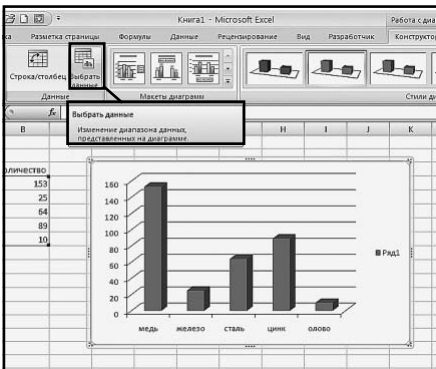 Книга1 - Microsoft Excel
Работа с диа
ка Разметка страницы Формулы Данные Рецензирование Вид Разработчик Конструктор
Строка/столбец Выбрать данные
Данные Макеты диаграмм Стили ди
fx
Выбрать данные
Изменение диапазона данных,
представленных на диаграмме.
B H I J K
оличество
153
25
64
89
10
160
140
120
100
80
60
40
20
0
медь железо сталь цинк олово
Ряд1